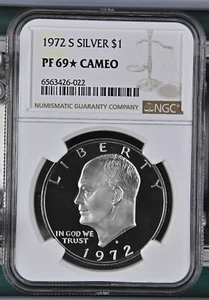 1972 S SILVER $1
PF 69★ CAMEO
6563426-022
NUMISMATIC GUARANTY COMPANY
NGC
LIBERTY
IN GOD WE
TRUST
1972